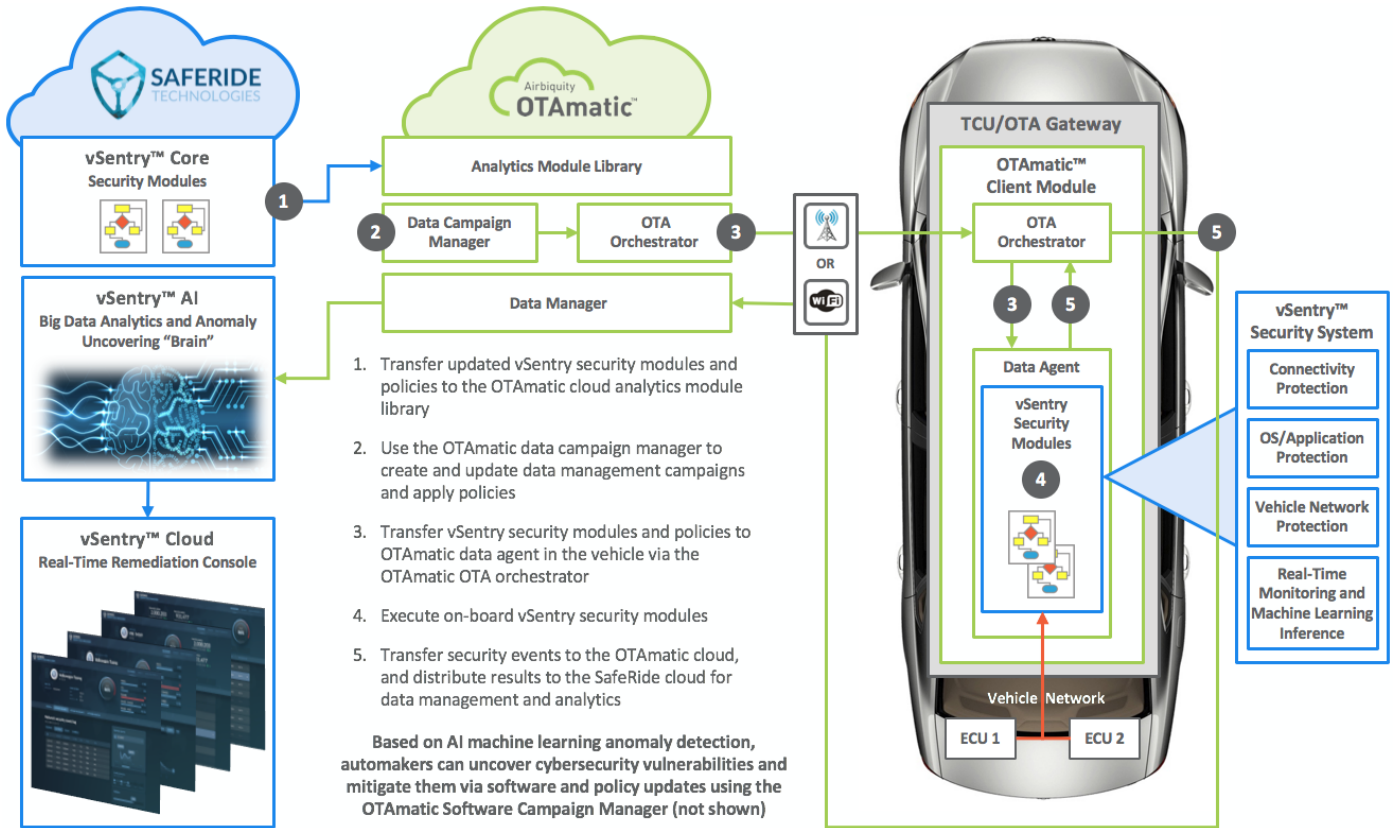 SAFERIDE
TECHNOLOGIES
vSentry™ Core
Security Modules
1
vSentry™ AI
Big Data Analytics and Anomaly
Uncovering “Brain”
vSentry™ Cloud
Real-Time Remediation Console
Airbiquity
OTAmatic™
Analytics Module Library
2
Data Campaign
Manager
OTA
Orchestrator
3
Data Manager
OR
Wi Fi
1. Transfer updated vSentry security modules and
policies to the OTAmatic cloud analytics module
library
2. Use the OTAmatic data campaign manager to
create and update data management campaigns
and apply policies
3. Transfer vSentry security modules and policies to
OTAmatic data agent in the vehicle via the
OTAmatic OTA orchestrator
4. Execute on-board vSentry security modules
5. Transfer security events to the OTAmatic cloud,
and distribute results to the SafeRide cloud for
data management and analytics
Based on AI machine learning anomaly detection,
automakers can uncover cybersecurity vulnerabilities and
mitigate them via software and policy updates using the
OTAmatic Software Campaign Manager (not shown)
TCU/OTA Gateway
OTAmatic™
Client Module
OTA
Orchestrator
5
3
5
Data Agent
vSentry
Security
Modules
4
Vehicle Network
ECU 1
ECU 2
vSentry™
Security System
Connectivity
Protection
OS/Application
Protection
Vehicle Network
Protection
Real-Time
Monitoring and
Machine Learning
Inference